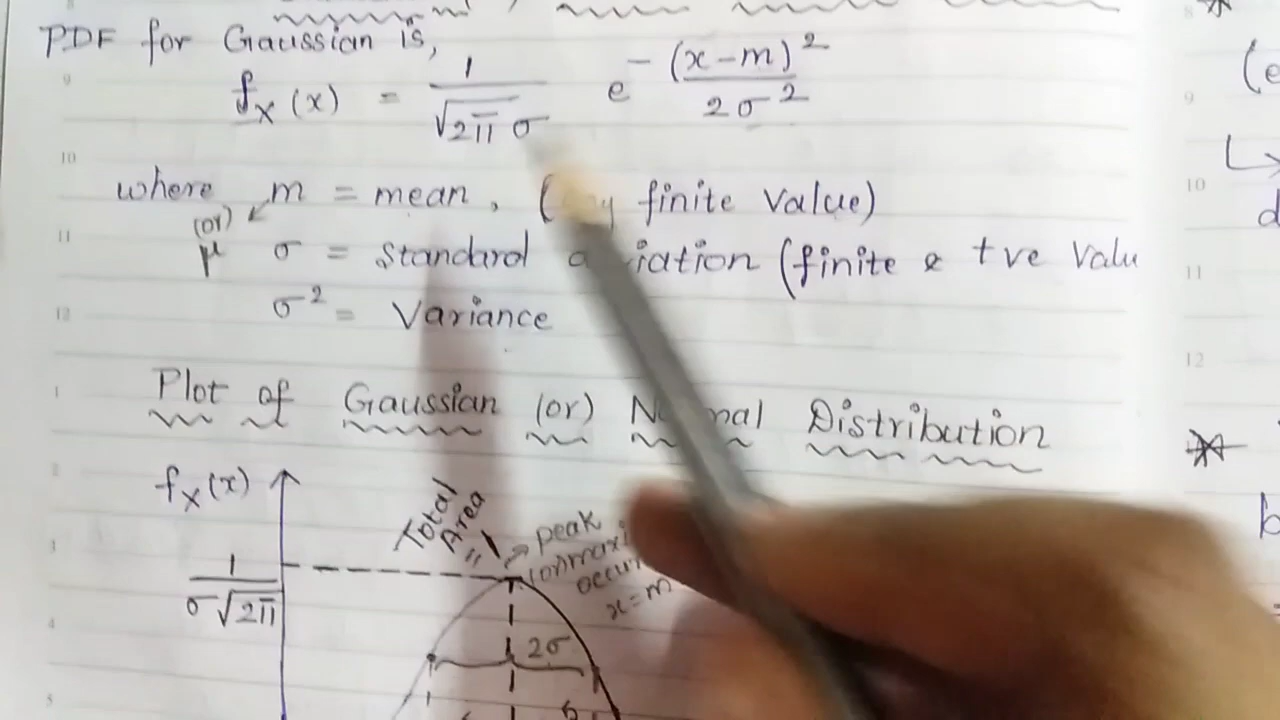 PDF for Gaussian is,
fX(x) = 1/√2π σ e^-(x-m)²/2σ²
where m = mean, ( finite value)
(or) μ
σ = Standard (finite & +ve Valu
σ² = Variance
Plot of Gaussian (or) Distribution
fX(x)
1/σ√2π
Total Area =
peak (or)
x=m
2σ